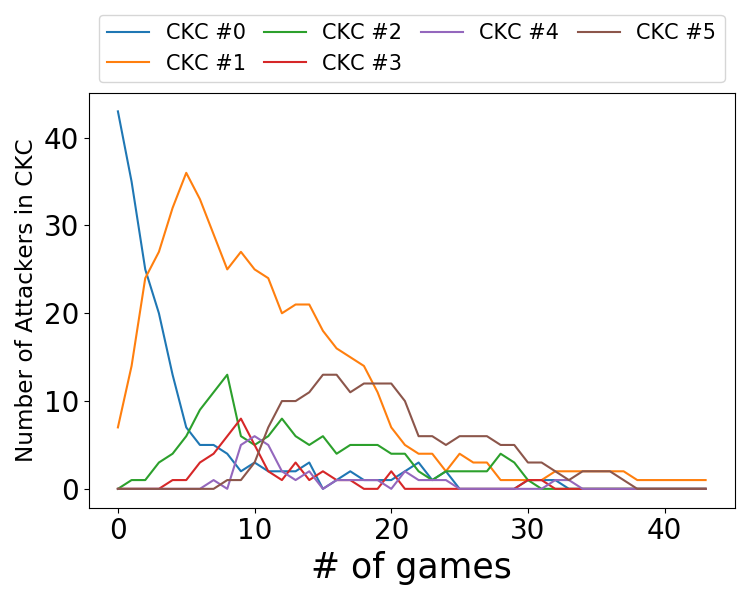 CKC #0 CKC #2 CKC #4 CKC #5
CKC #1 CKC #3
Number of Attackers in CKC
40
30
20
10
0
0 10 20 30 40
# of games